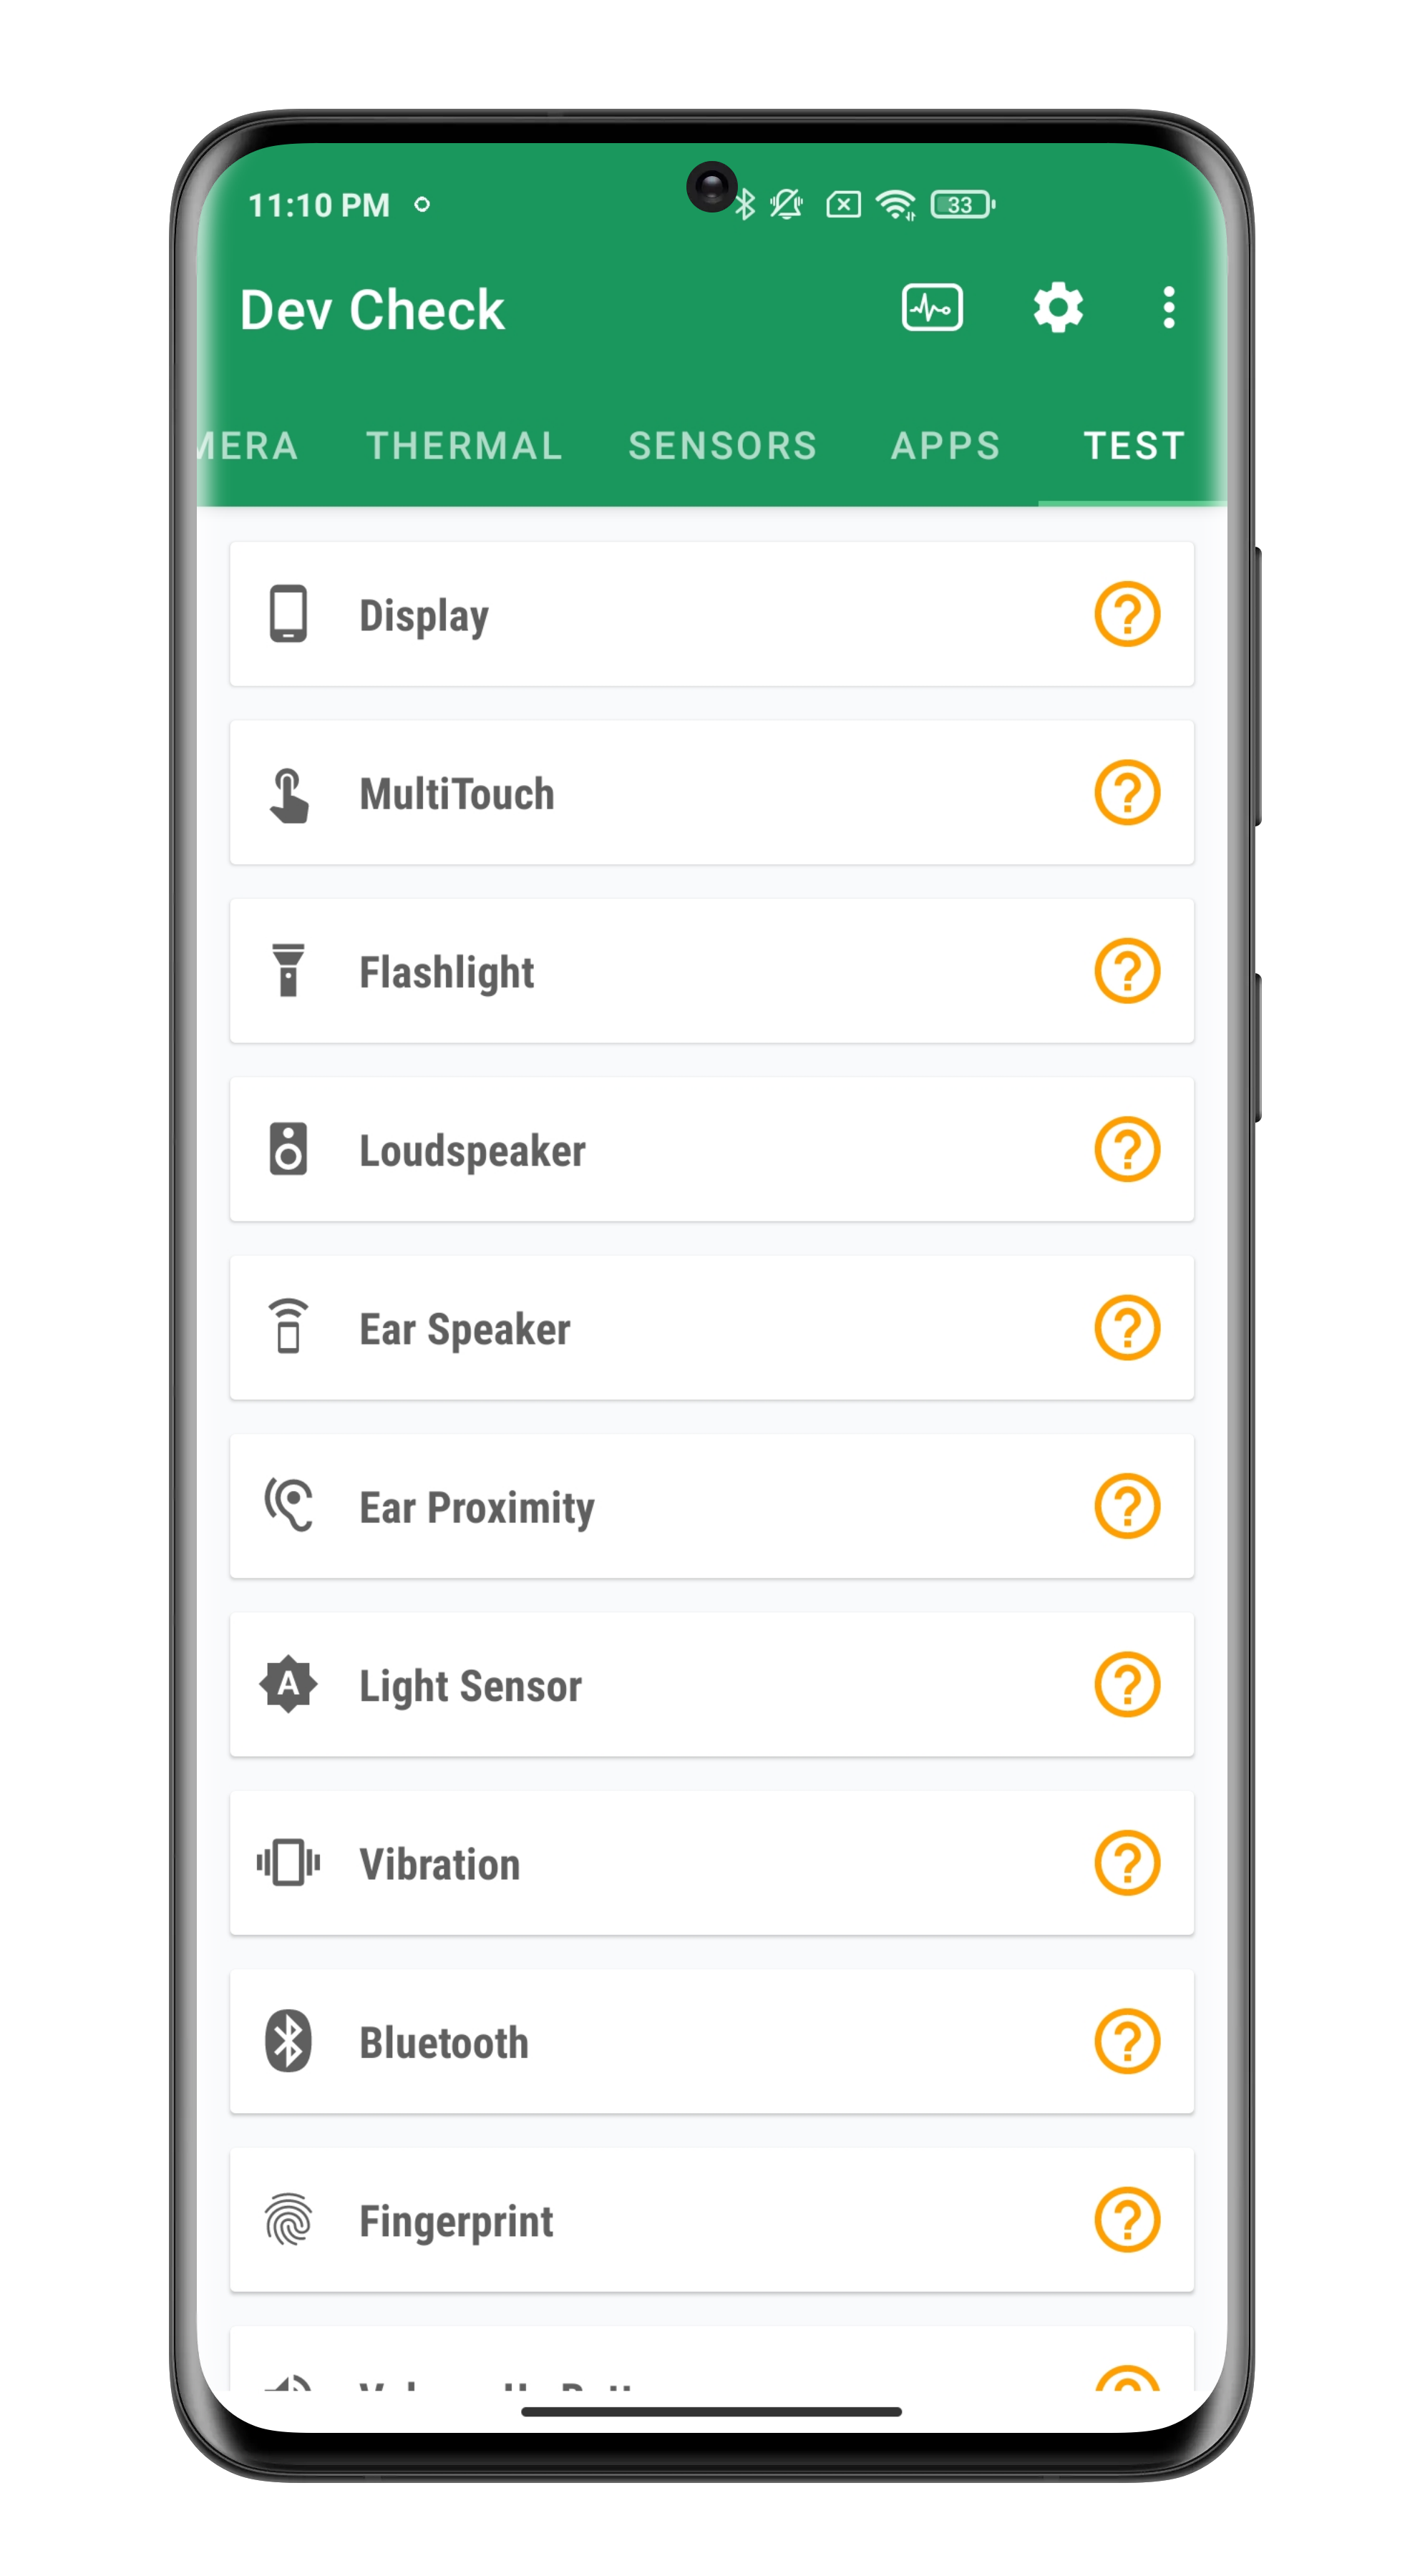 11:10 PM 33
Dev Check
MERA THERMAL SENSORS APPS TEST
Display
MultiTouch
Flashlight
Loudspeaker
Ear Speaker
Ear Proximity
A Light Sensor
Vibration
Bluetooth
Fingerprint